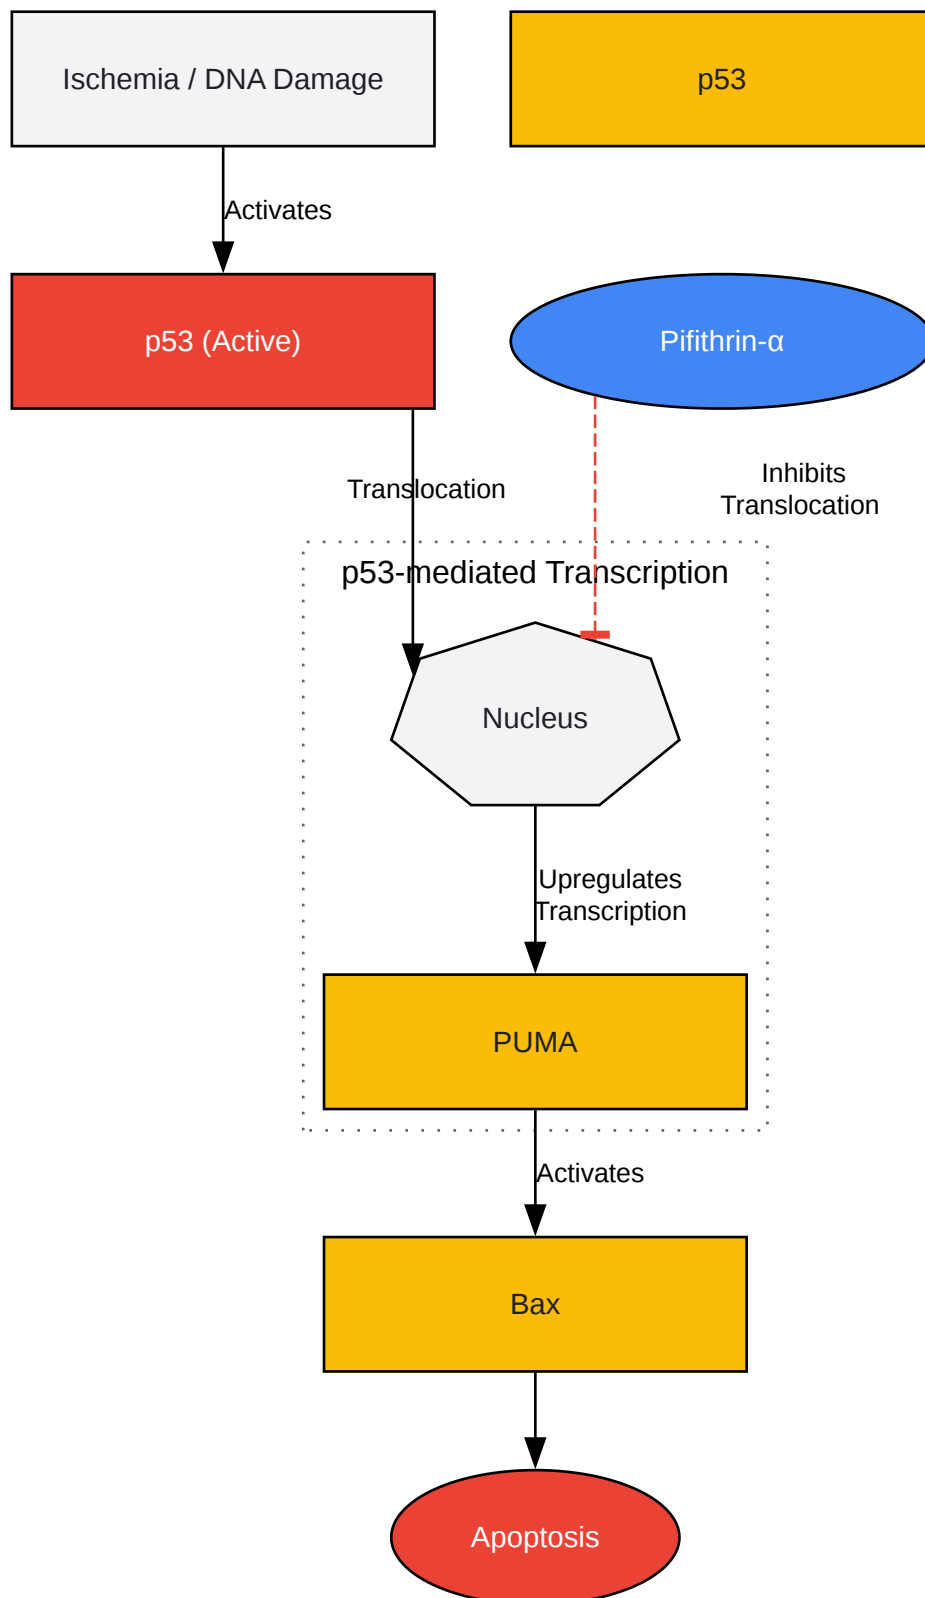 Ischemia / DNA Damage
p53
Activates
p53 (Active)
Pifithrin-α
Translocation
Inhibits
Translocation
p53-mediated Transcription
Nucleus
Upregulates
Transcription
PUMA
Activates
Bax
Apoptosis